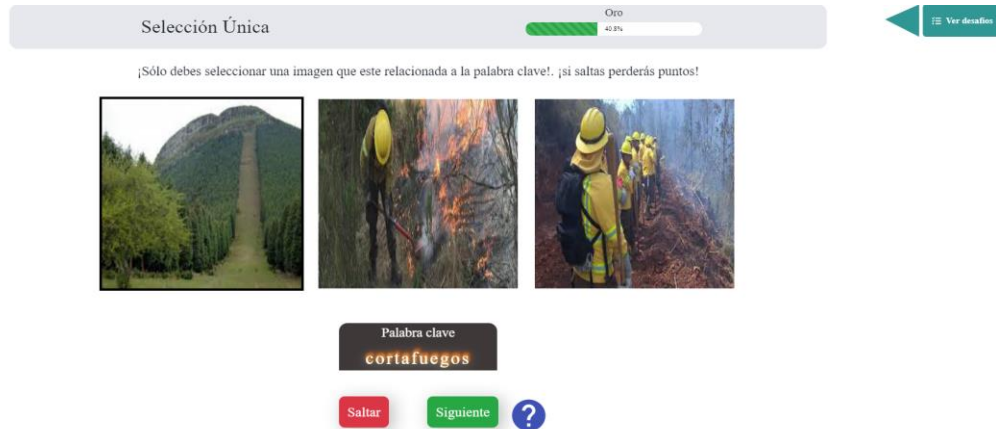 Selección Única
Oro
40.8%
Ver desafíos
¡Sólo debes seleccionar una imagen que este relacionada a la palabra clave!. ¡si saltas perderás puntos!
Palabra clave
cortafuegos
Saltar
Siguiente
?